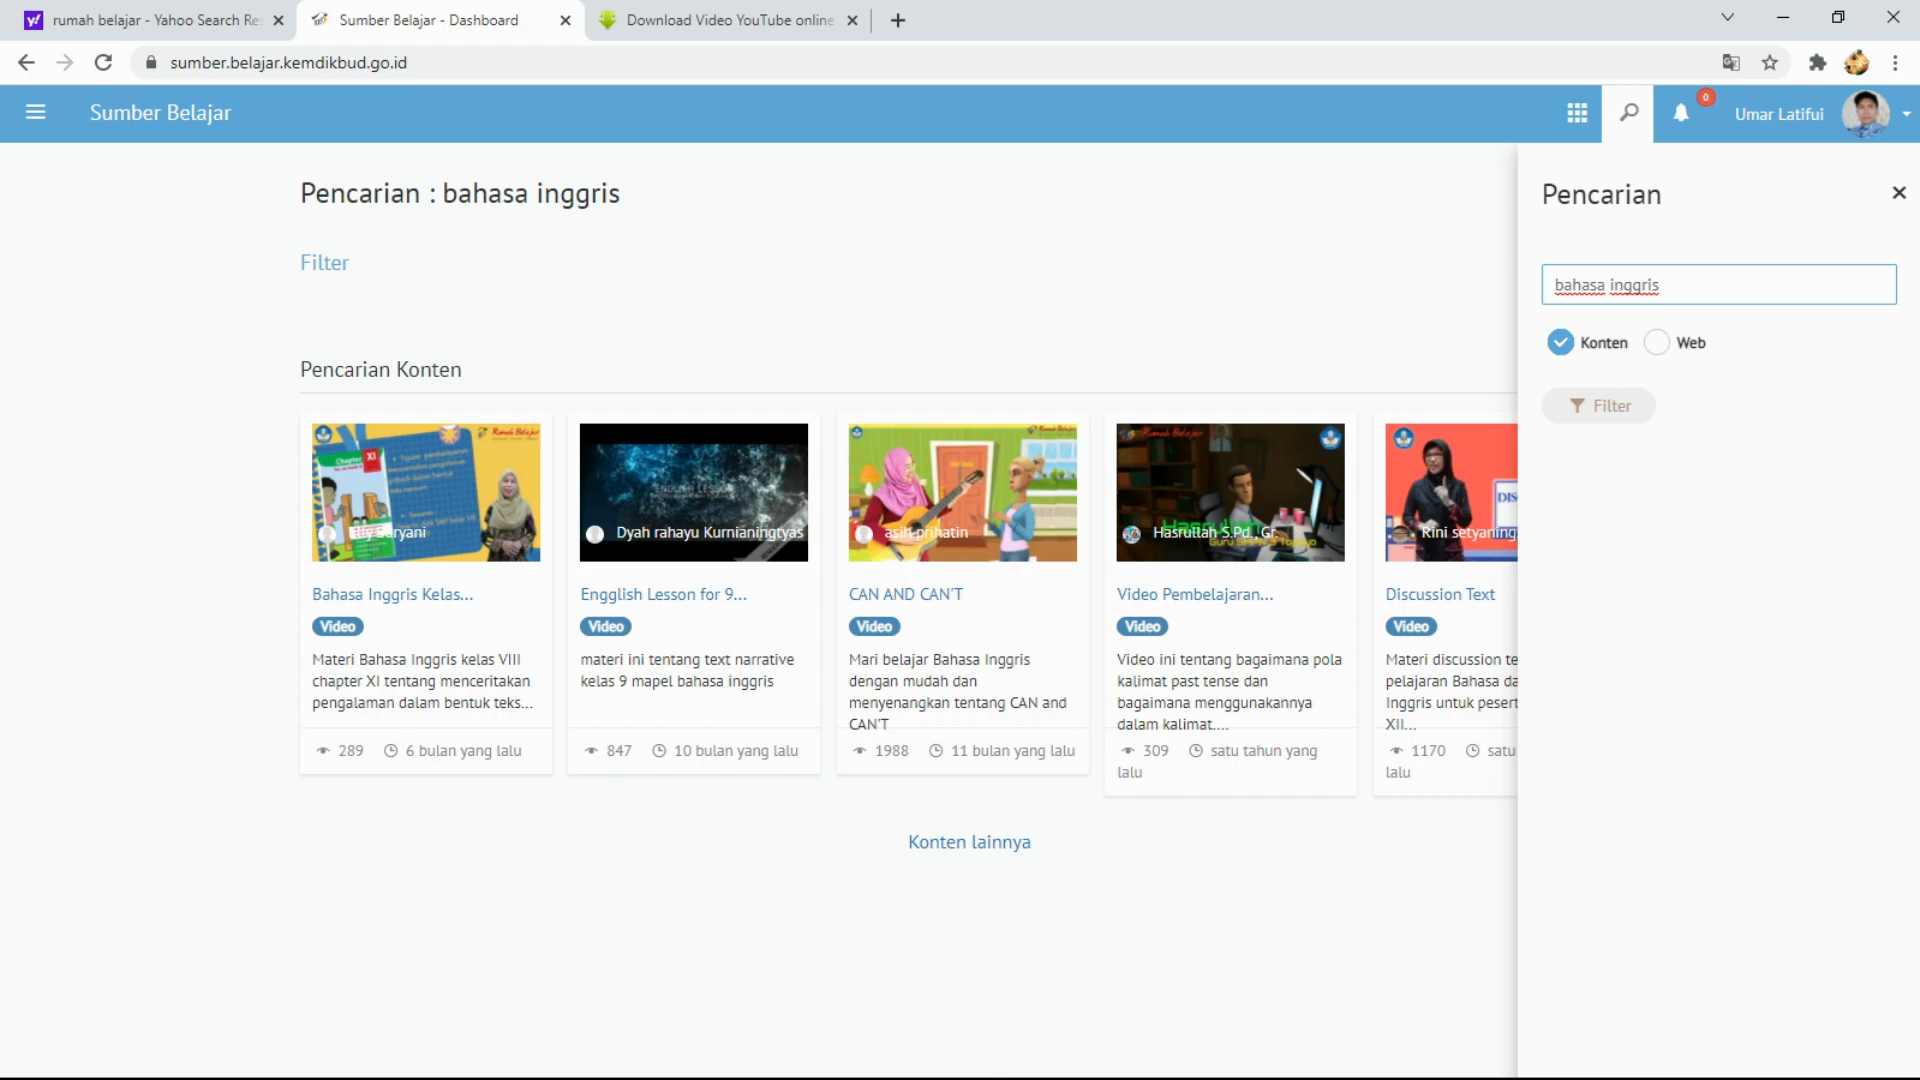 rumah belajar - Yahoo Search Re
Sumber Belajar - Dashboard
Download Video YouTube online
sumber.belajar.kemdikbud.go.id
Sumber Belajar
0
Umar Latiful
Pencarian : bahasa inggris
Filter
Pencarian
bahasa inggris
Konten
Web
Filter
Pencarian Konten
Rumah Belajar
Chapter XI
Dyah rahayu Kurnianingtyas
asih prihatin
Hasrullah S.Pd., Gr.
Rini setyaning
Bahasa Inggris Kelas...
Video
Materi Bahasa Inggris kelas VIII
chapter XI tentang menceritakan
pengalaman dalam bentuk teks...
289
6 bulan yang lalu
Engglish Lesson for 9...
Video
materi ini tentang text narrative
kelas 9 mapel bahasa inggris
847
10 bulan yang lalu
CAN AND CAN'T
Video
Mari belajar Bahasa Inggris
dengan mudah dan
menyenangkan tentang CAN and
CAN'T
1988
11 bulan yang lalu
Video Pembelajaran...
Video
Video ini tentang bagaimana pola
kalimat past tense dan
bagaimana menggunakannya
dalam kalimat....
309
satu tahun yang
lalu
Discussion Text
Video
Materi discussion te
pelajaran Bahasa da
Inggris untuk pesert
XII...
1170
satu
lalu
Konten lainnya